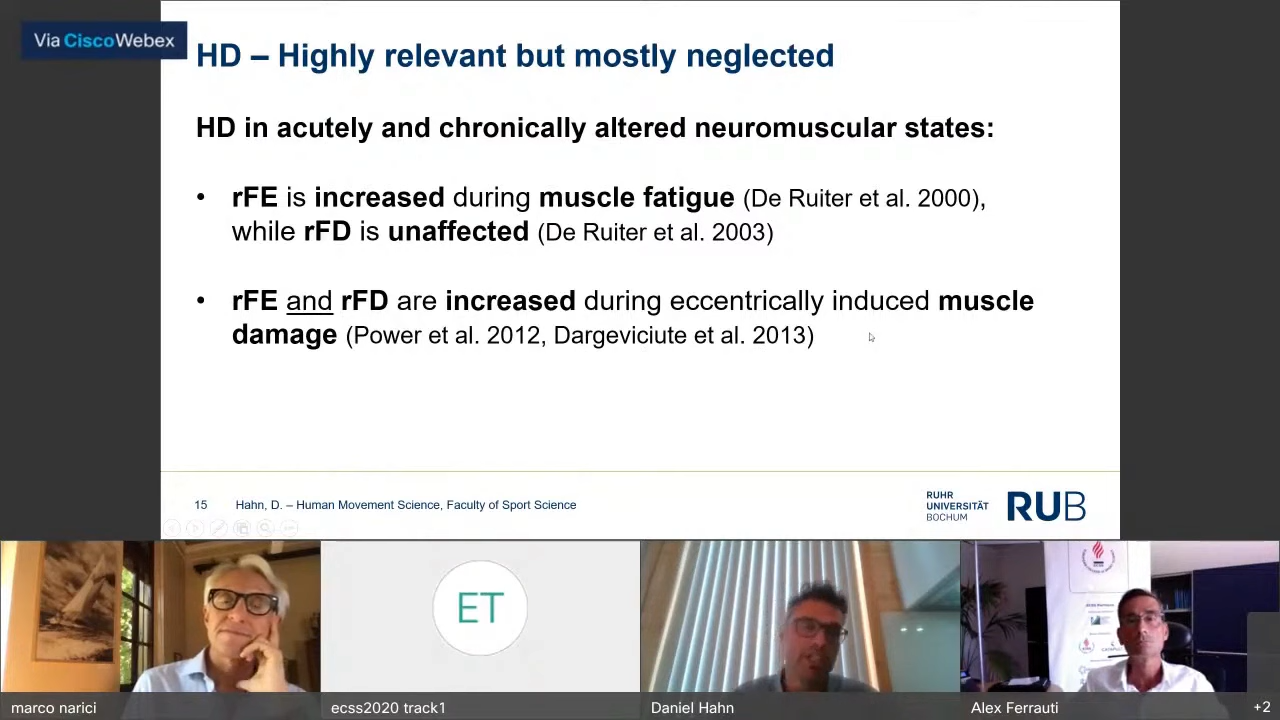 Via Cisco Webex
HD – Highly relevant but mostly neglected
HD in acutely and chronically altered neuromuscular states:
• rFE is increased during muscle fatigue (De Ruiter et al. 2000),
while rFD is unaffected (De Ruiter et al. 2003)
• rFE and rFD are increased during eccentrically induced muscle
damage (Power et al. 2012, Dargeviciute et al. 2013)
15 Hahn, D. – Human Movement Science, Faculty of Sport Science
RUHR
UNIVERSITÄT
BOCHUM
RUB
ET
marco narici
ecss2020 track1
Daniel Hahn
Alex Ferrauti
+2